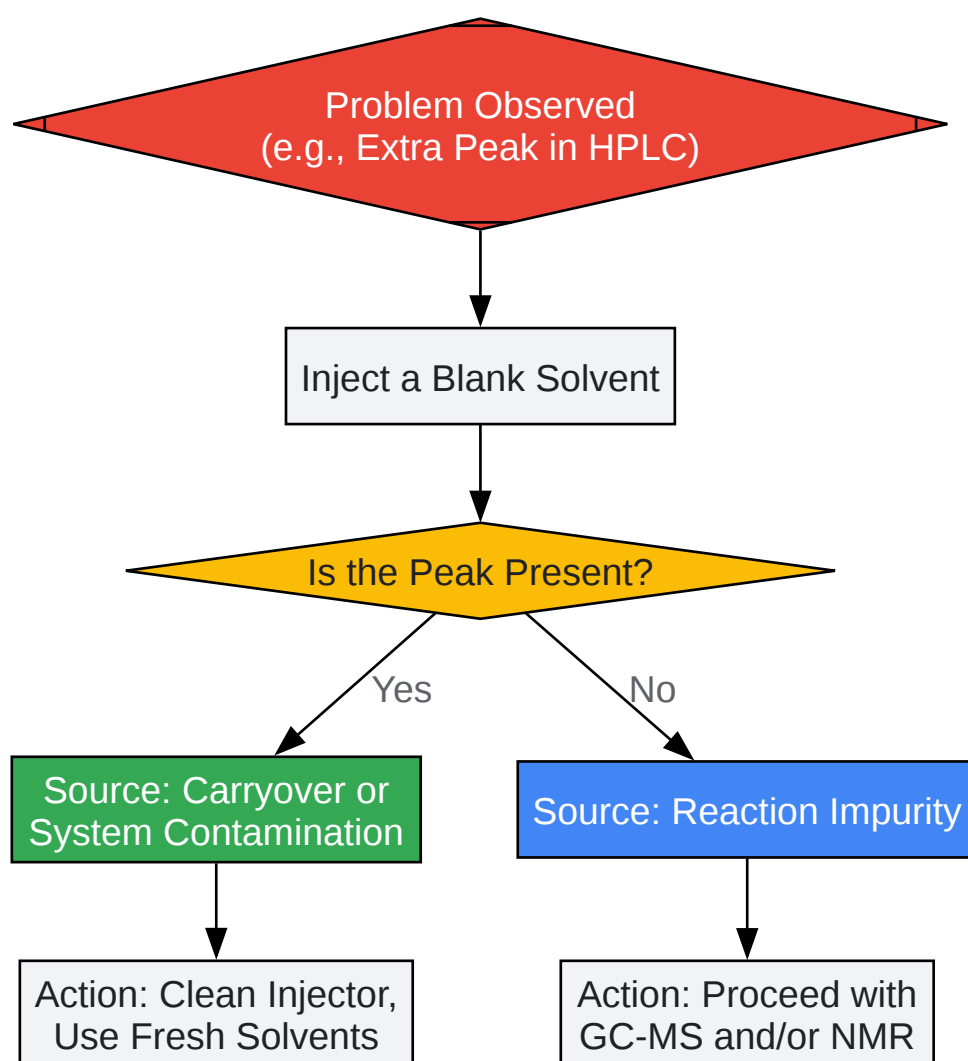 Problem Observed
(e.g., Extra Peak in HPLC)
Inject a Blank Solvent
Is the Peak Present?
Yes
No
Source: Carryover or
System Contamination
Source: Reaction Impurity
Action: Clean Injector,
Use Fresh Solvents
Action: Proceed with
GC-MS and/or NMR